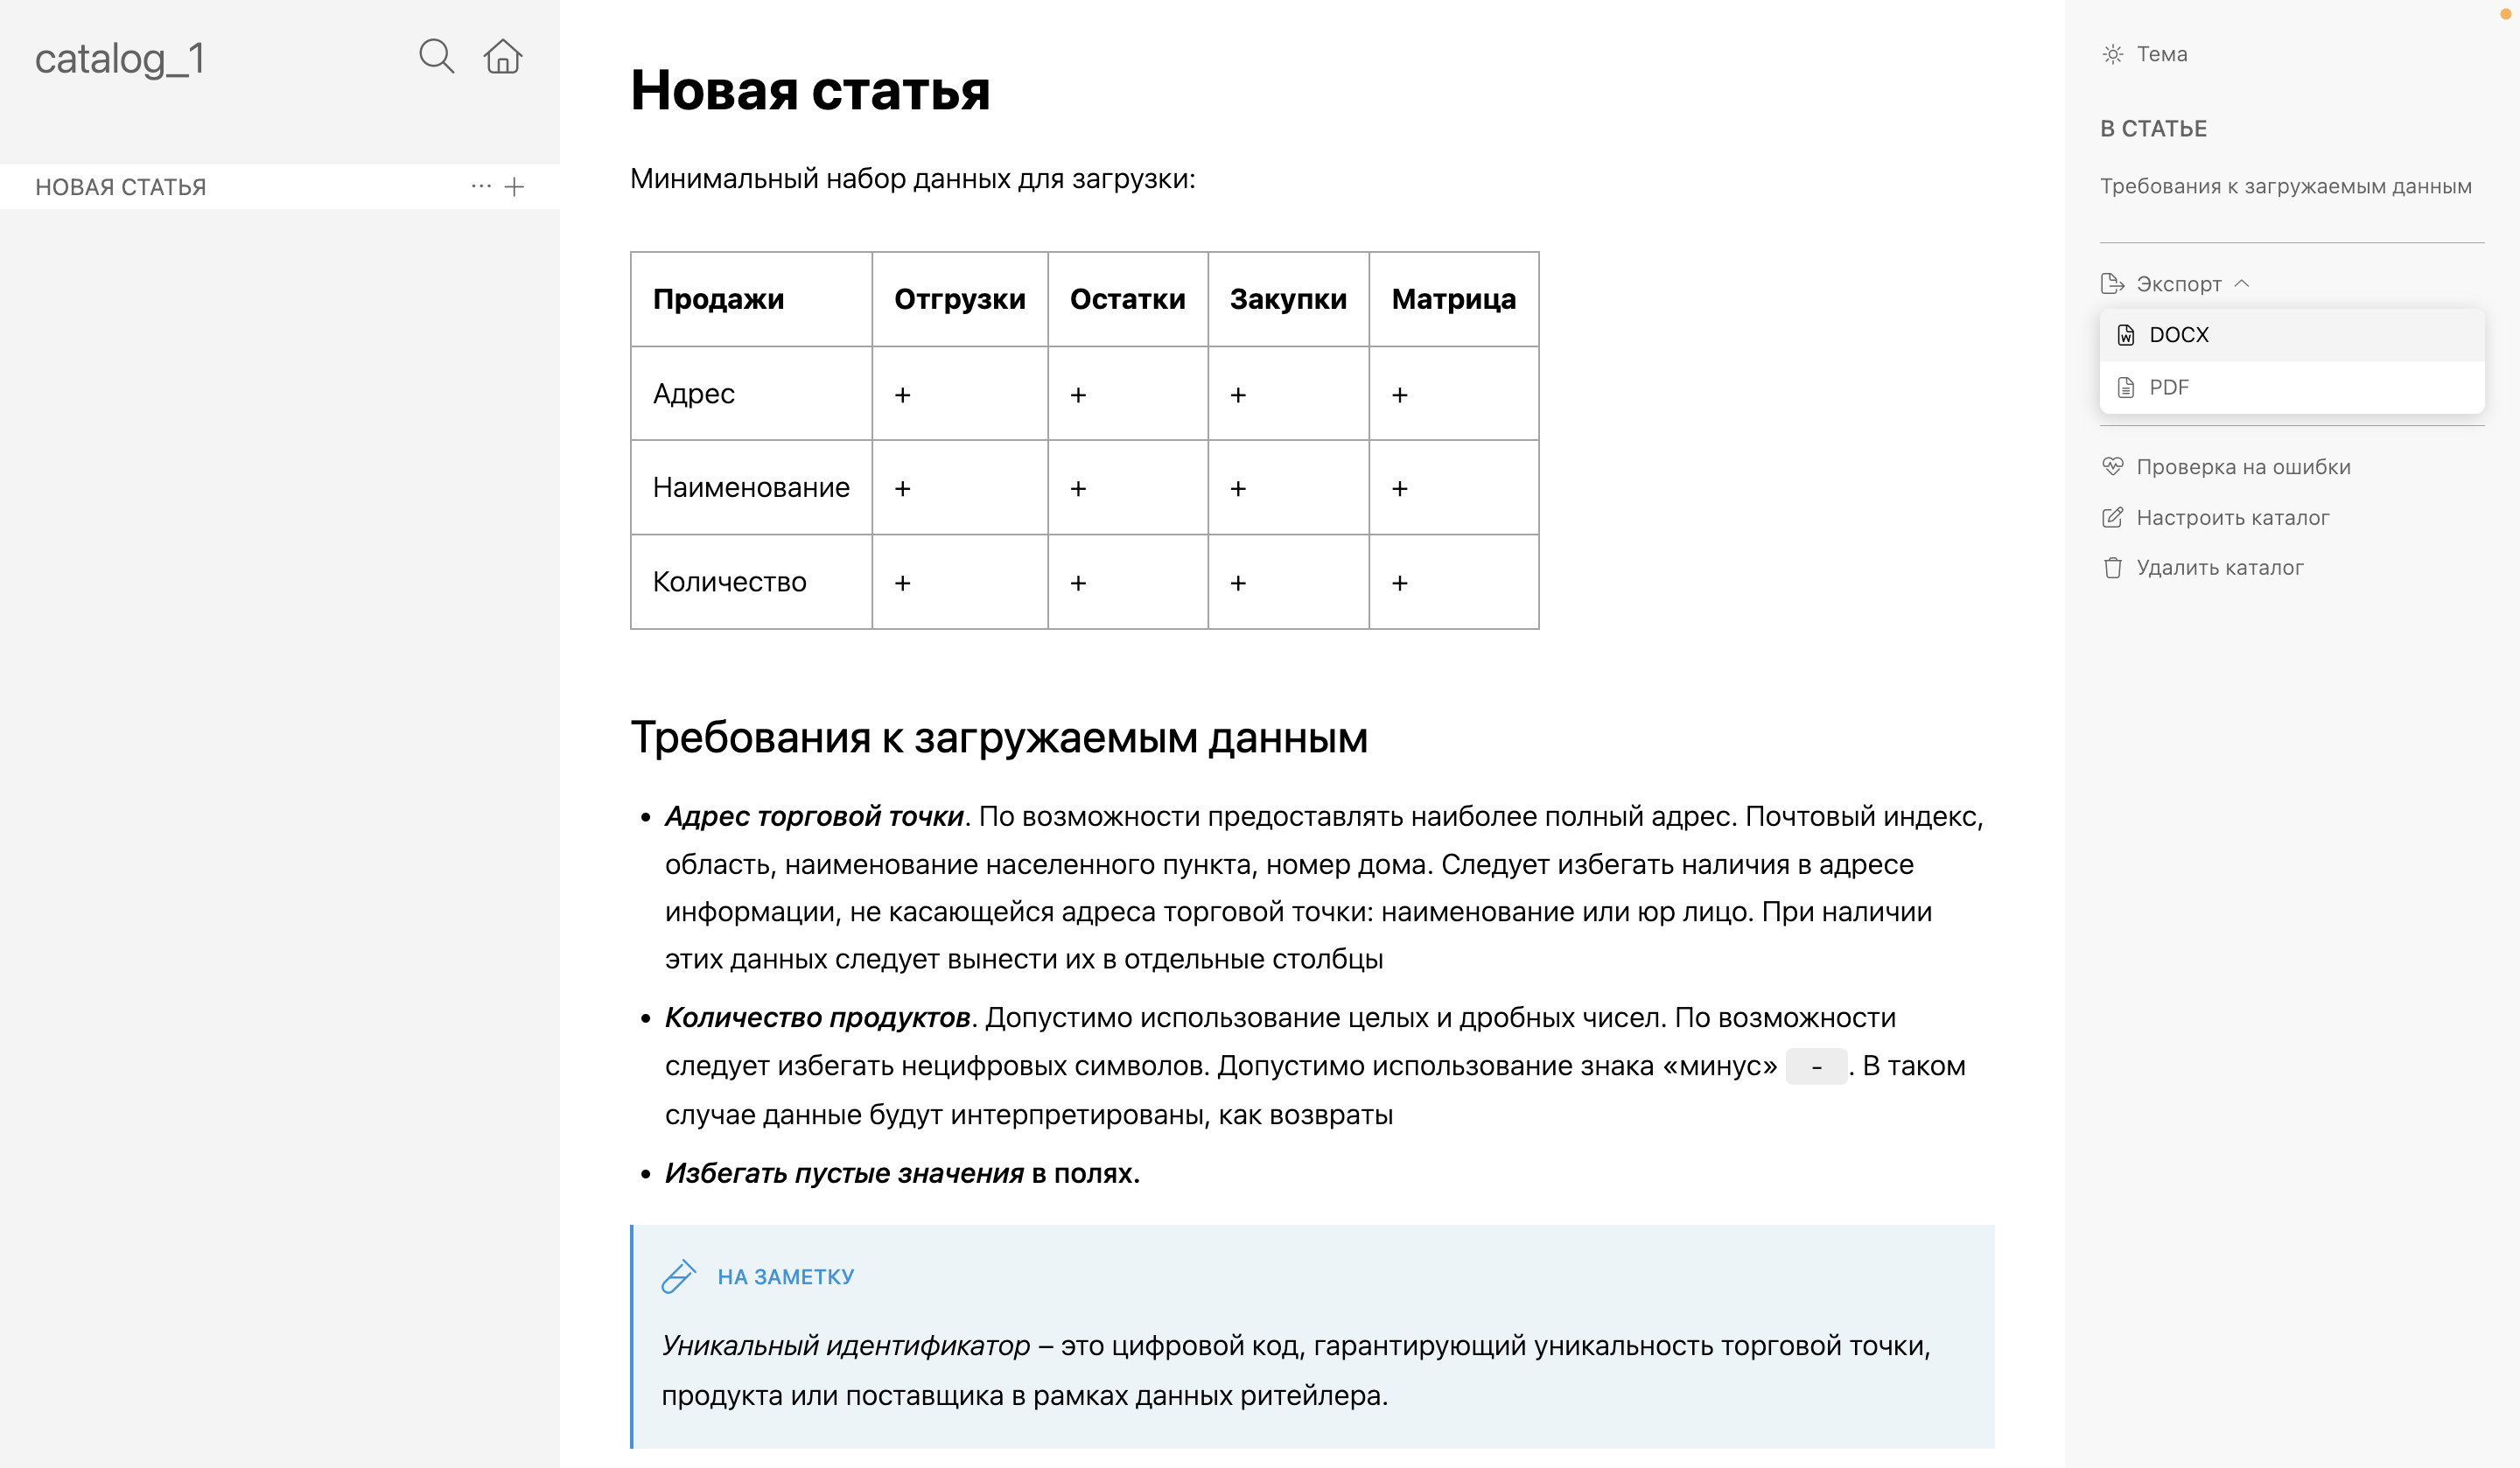 catalog_1
НОВАЯ СТАТЬЯ
Новая статья
Минимальный набор данных для загрузки:
Продажи Отгрузки Остатки Закупки Матрица
Адрес + + + +
Наименование + + + +
Количество + + + +
Требования к загружаемым данным
• Адрес торговой точки. По возможности предоставлять наиболее полный адрес. Почтовый индекс,
область, наименование населенного пункта, номер дома. Следует избегать наличия в адресе
информации, не касающейся адреса торговой точки: наименование или юр лицо. При наличии
этих данных следует вынести их в отдельные столбцы
• Количество продуктов. Допустимо использование целых и дробных чисел. По возможности
следует избегать нецифровых символов. Допустимо использование знака «минус» - . В таком
случае данные будут интерпретированы, как возвраты
• Избегать пустые значения в полях.
НА ЗАМЕТКУ
Уникальный идентификатор – это цифровой код, гарантирующий уникальность торговой точки,
продукта или поставщика в рамках данных ритейлера.
Тема
В СТАТЬЕ
Требования к загружаемым данным
Экспорт
DOCX
PDF
Проверка на ошибки
Настроить каталог
Удалить каталог